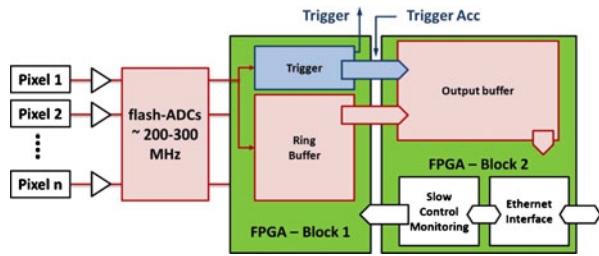 Trigger
Trigger Acc
Pixel 1
Pixel 2
Pixel n
flash-ADCs
~ 200-300
MHz
Trigger
Ring
Buffer
FPGA – Block 1
Output buffer
FPGA – Block 2
Slow
Control
Monitoring
Ethernet
Interface